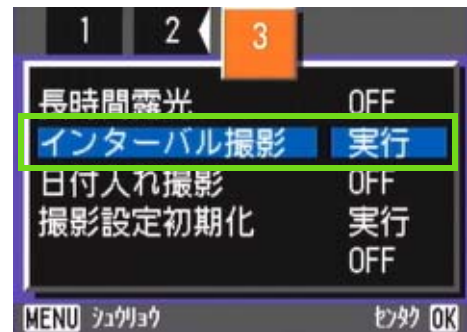 1 2 3
長時間露光 OFF
インターバル撮影 実行
日付入れ撮影 OFF
撮影設定初期化 実行
OFF
MENU シュウリョウ センタク OK